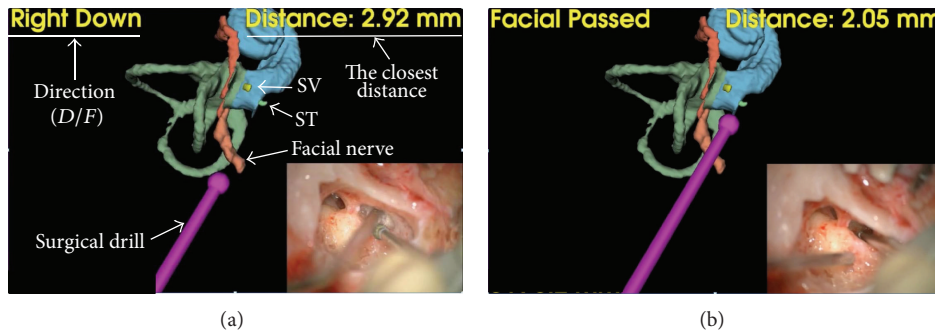 Right Down Distance: 2.92 mm
Direction
(D/F)
The closest
distance
SV
ST
Facial nerve
Surgical drill
(a)
Facial Passed Distance: 2.05 mm
(b)